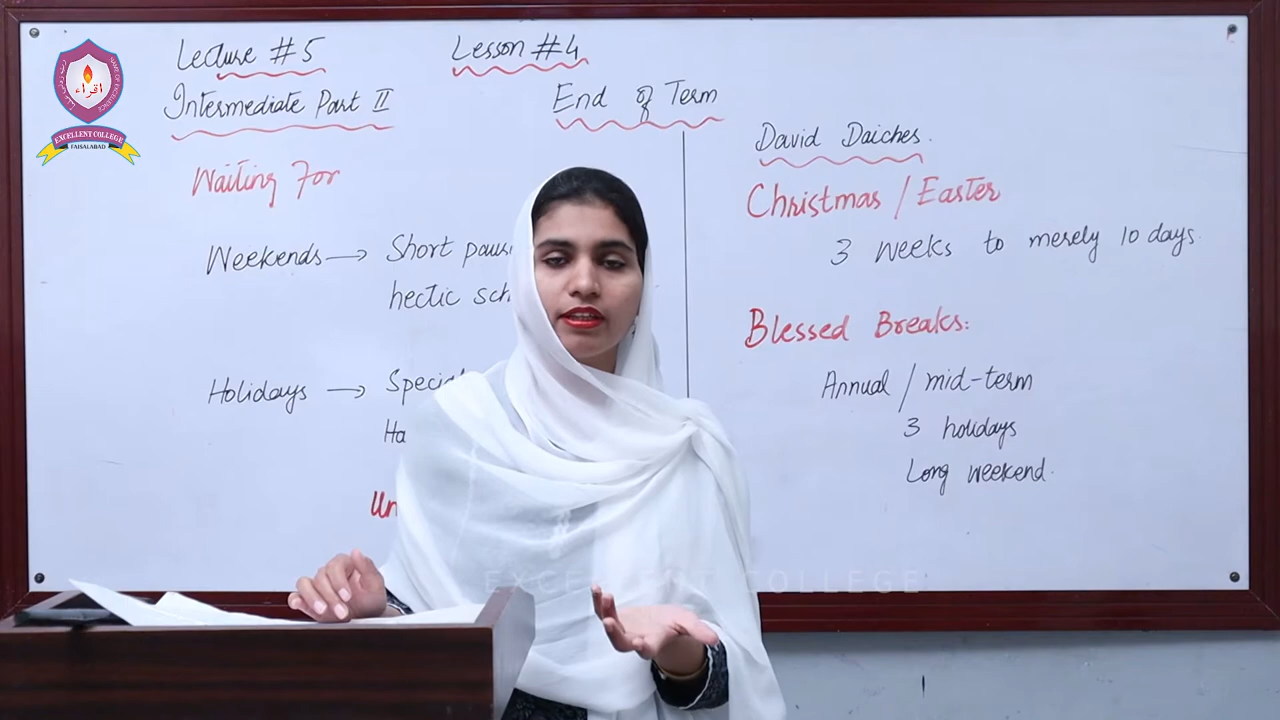 Lecture #5
Lesson #4
Intermediate Part II
End of Term
Waiting For
Weekends → Short paus
hectic sch
Holidays → Special
Ha
Un
David Daiches.
Christmas / Easter
3 weeks to merely 10 days.
Blessed Breaks:
Annual / mid-term
3 holidays
Long weekend.
اقراء
EXCELLENT COLLEGE
FAISALABAD
EXCELLENT COLLEGE